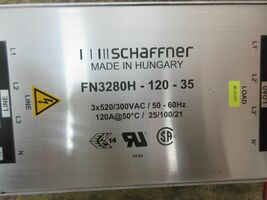 SCHAFFNER
MADE IN HUNGARY
FN3280H - 120 - 35
3x520/300VAC / 50 - 60Hz
120A@50°C / 25/100/21
LINE
L1'
L2'
L3'
N'
LOAD
14